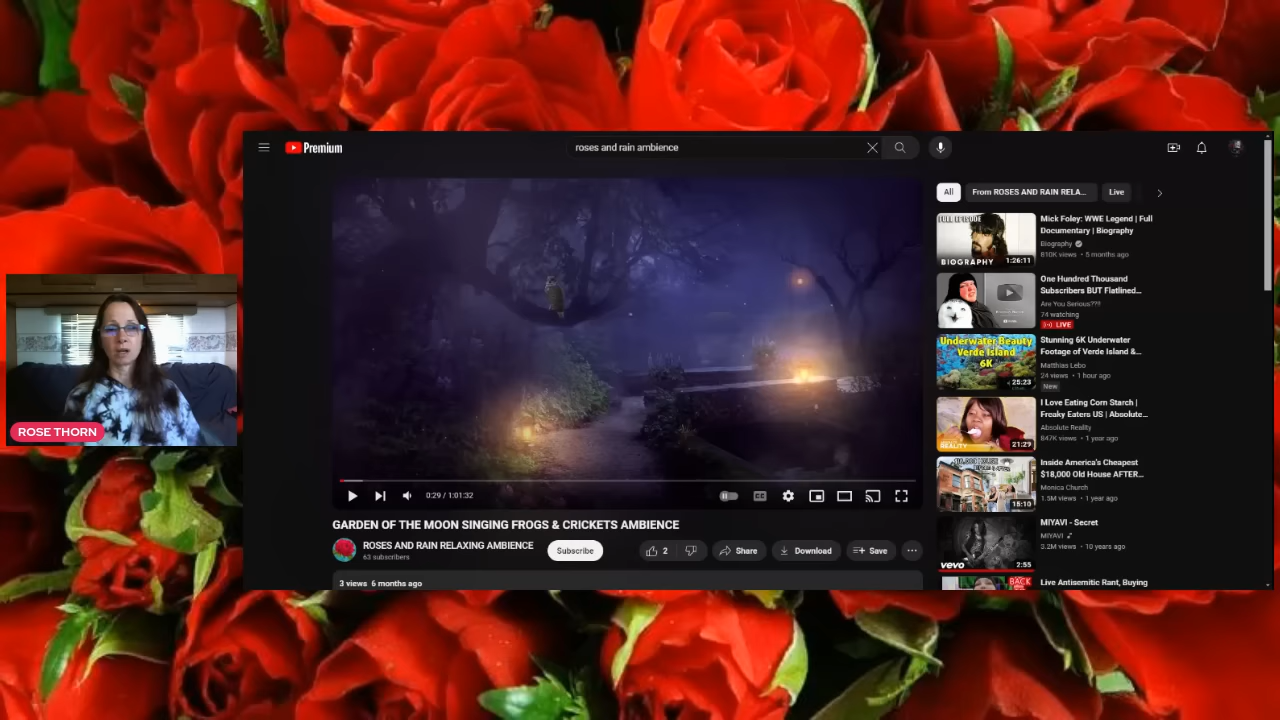 Premium
roses and rain ambience
All
From ROSES AND RAIN RELA...
Live
FULL EPISODE
BIOGRAPHY
1:26:11
Mick Foley: WWE Legend | Full
Documentary | Biography
Biography
810K views • 5 months ago
One Hundred Thousand
Subscribers BUT Flatlined...
Are You Serious???
74 watching
LIVE
Underwater Beauty
Verde Island
6K
25:23
Stunning 6K Underwater
Footage of Verde Island &...
Matthias Lebo
24 views • 1 hour ago
New
REALITY
21:29
I Love Eating Corn Starch |
Freaky Eaters US | Absolute...
Absolute Reality
847K views • 1 year ago
15:10
Inside America's Cheapest
$18,000 Old House AFTER...
Monica Church
1.5M views • 1 year ago
vevo
2:55
MIYAVI - Secret
MIYAVI
3.2M views • 10 years ago
BACK
Live Antisemitic Rant, Buying
ROSE THORN
0:29 / 1:01:32
CC
GARDEN OF THE MOON SINGING FROGS & CRICKETS AMBIENCE
ROSES AND RAIN RELAXING AMBIENCE
63 subscribers
Subscribe
2
Share
Download
Save
3 views 6 months ago